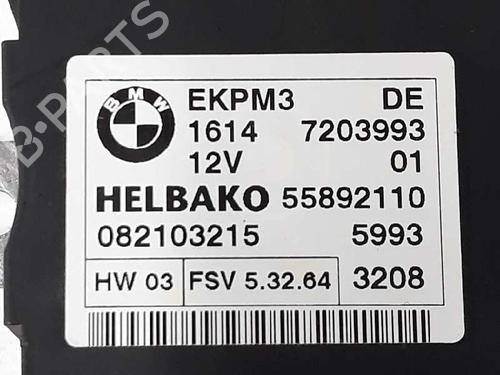 B-PARTS
BMW
EKPM3 DE
1614 7203993
12V 01
HELBAKO 55892110
082103215 5993
HW 03 FSV 5.32.64 3208